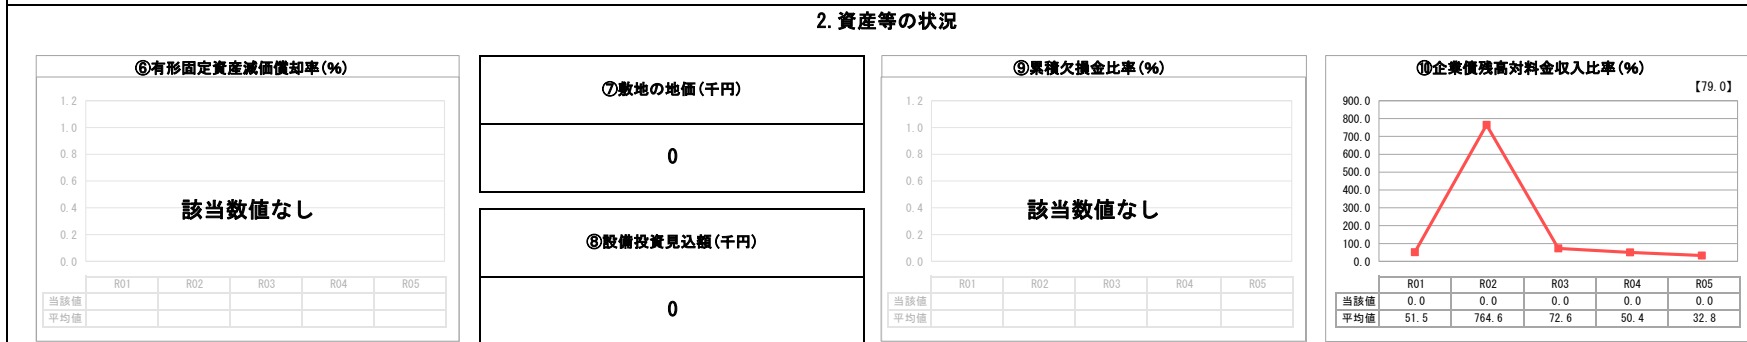 2. 資産等の状況
⑥有形固定資産減価償却率(%)
1.2
1.0
0.8
0.6
0.4
0.2
0.0
該当数値なし
R01 R02 R03 R04 R05
当該値
平均値
⑦敷地の地価(千円)
0
⑧設備投資見込額(千円)
0
⑨累積欠損金比率(%)
1.2
1.0
0.8
0.6
0.4
0.2
0.0
該当数値なし
R01 R02 R03 R04 R05
当該値
平均値
⑩企業債残高対料金収入比率(%)
【79.0】
900.0
800.0
700.0
600.0
500.0
400.0
300.0
200.0
100.0
0.0
R01 R02 R03 R04 R05
当該値 0.0 0.0 0.0 0.0 0.0
平均値 51.5 764.6 72.6 50.4 32.8